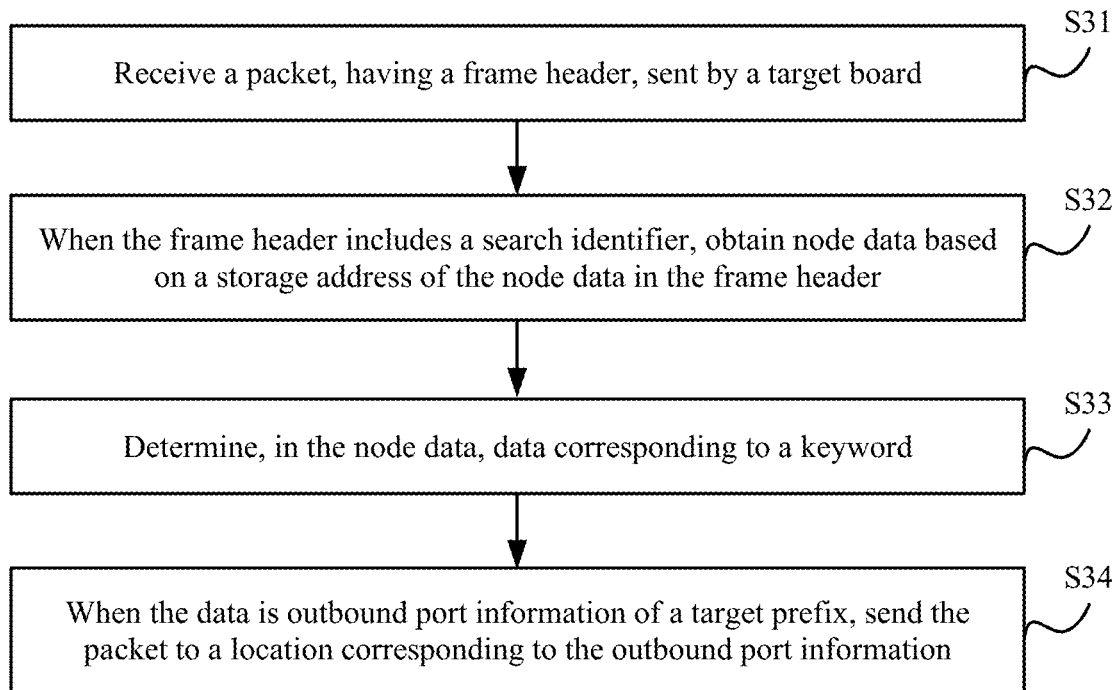 S31
Receive a packet, having a frame header, sent by a target board
S32
When the frame header includes a search identifier, obtain node data based
on a storage address of the node data in the frame header
S33
Determine, in the node data, data corresponding to a keyword
S34
When the data is outbound port information of a target prefix, send the
packet to a location corresponding to the outbound port information